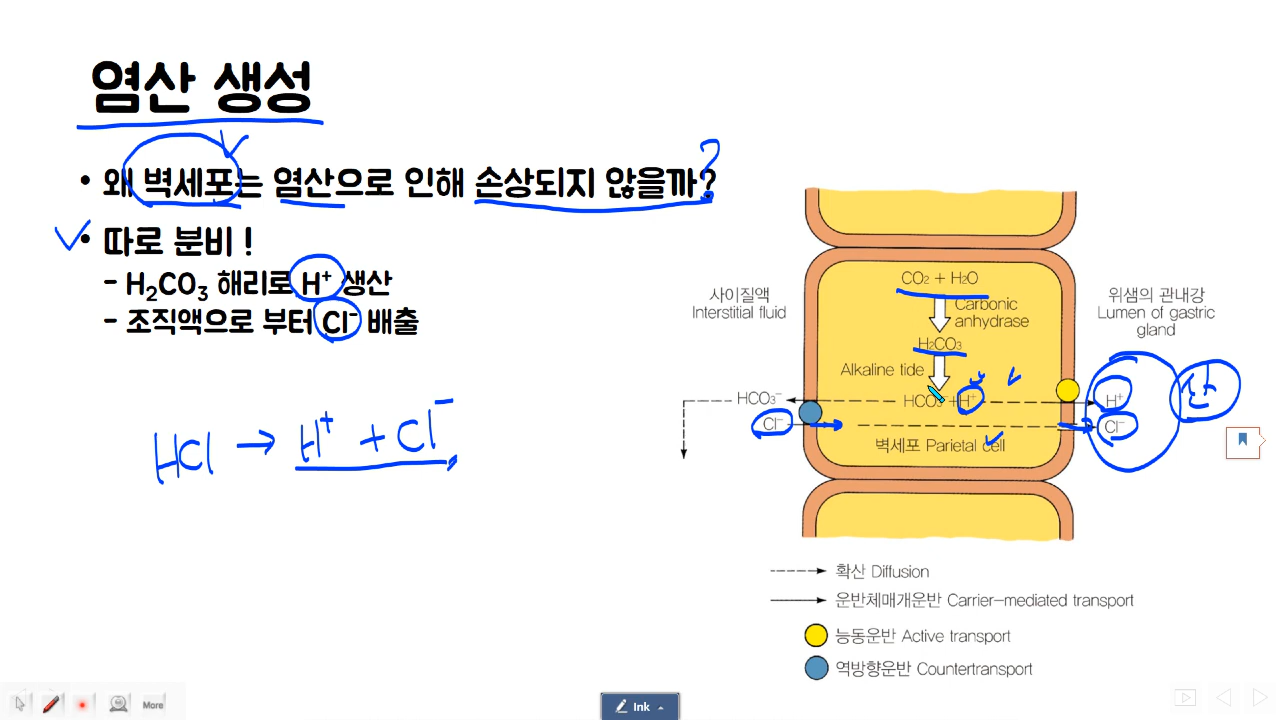 염산 생성
• 왜 벽세포는 염산으로 인해 손상되지 않을까?
• 따로 분비!
- H₂CO₃ 해리로 H⁺ 생산
- 조직액으로 부터 Cl⁻ 배출
HCl → H⁺ + Cl⁻
사이질액
Interstitial fluid
CO₂ + H₂O
Carbonic
anhydrase
H₂CO₃
Alkaline tide
HCO₃⁻
HCO₃⁻+H⁺
Cl⁻
벽세포 Parietal cell
위샘의 관내강
Lumen of gastric
gland
H⁺
Cl⁻
산
확산 Diffusion
운반체매개운반 Carrier-mediated transport
능동운반 Active transport
역방향운반 Countertransport
More
Ink